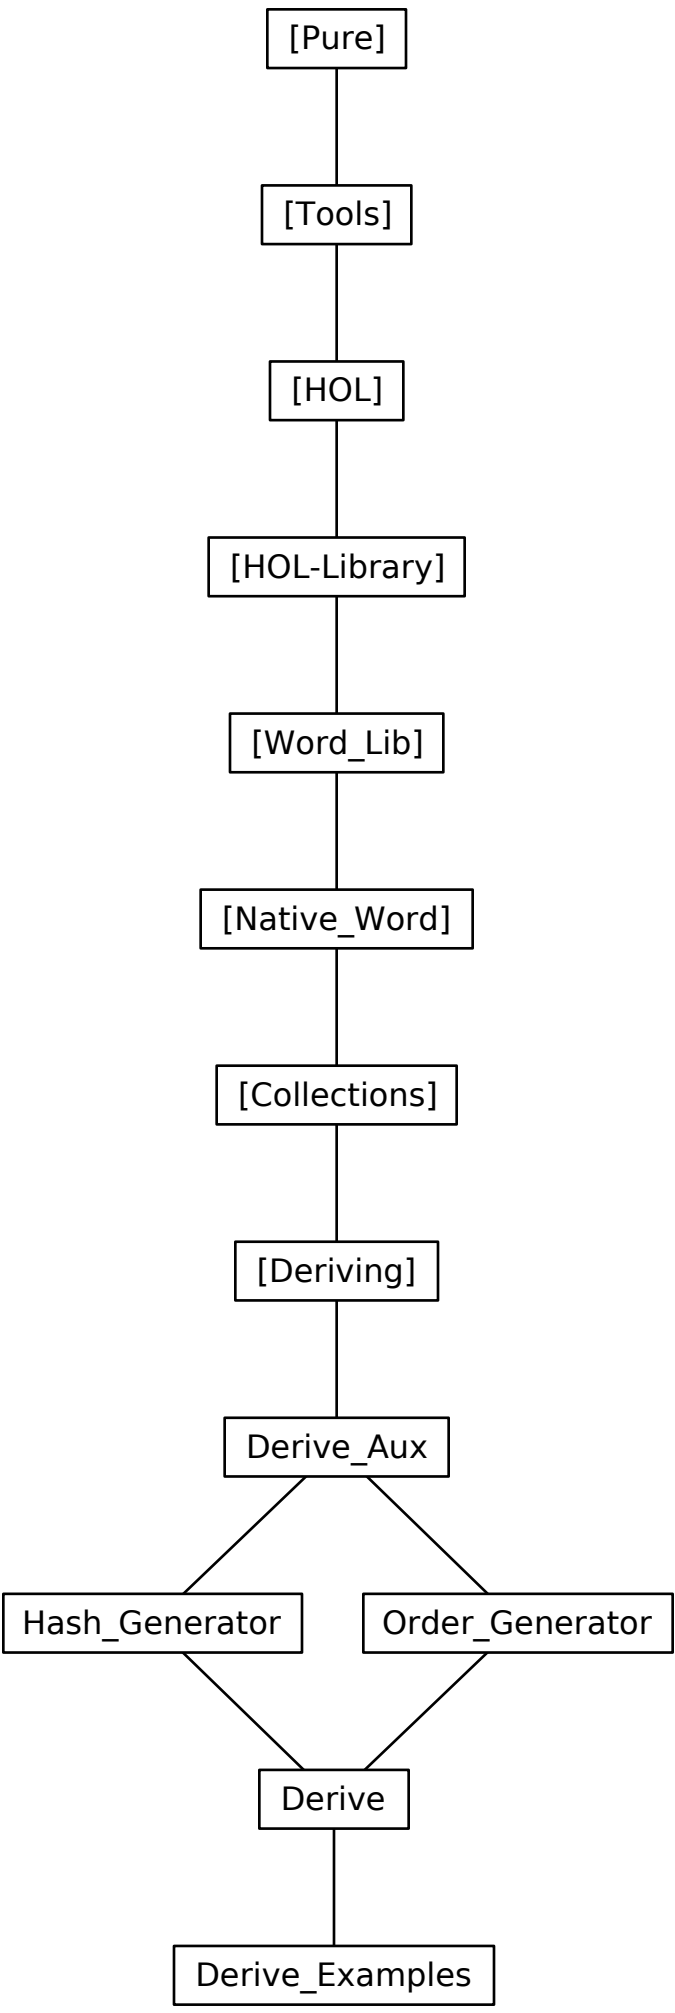 [Pure]
[Tools]
[HOL]
[HOL-Library]
[Word_Lib]
[Native_Word]
[Collections]
[Deriving]
Derive_Aux
Hash_Generator
Order_Generator
Derive
Derive_Examples